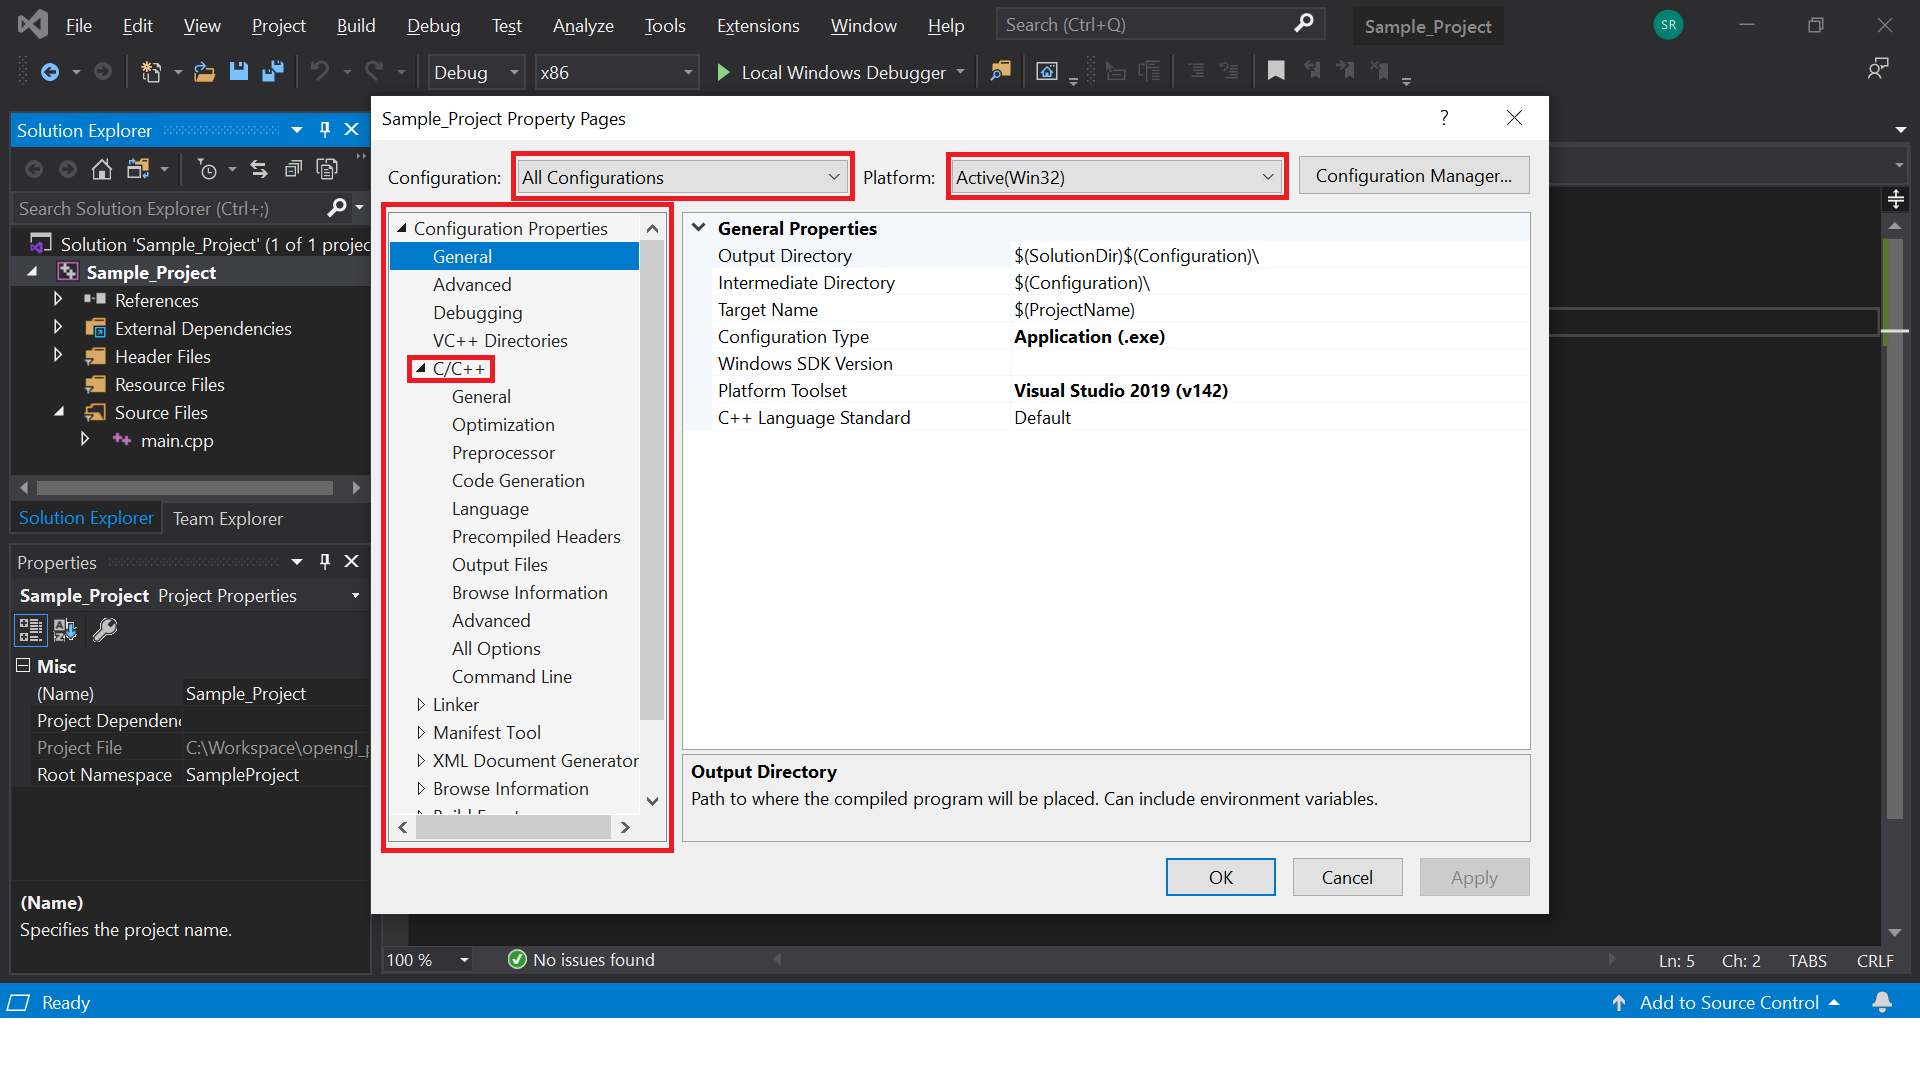 File Edit View Project Build Debug Test Analyze Tools Extensions Window Help Search (Ctrl+Q) Sample_Project SR
Debug x86 Local Windows Debugger
Solution Explorer
Search Solution Explorer (Ctrl+;)
Solution 'Sample_Project' (1 of 1 projec
Sample_Project
References
External Dependencies
Header Files
Resource Files
Source Files
main.cpp
Solution Explorer Team Explorer
Properties
Sample_Project Project Properties
Misc
(Name) Sample_Project
Project Dependenc
Project File C:\Workspace\opengl_p
Root Namespace SampleProject
(Name)
Specifies the project name.
Sample_Project Property Pages ?
Configuration: All Configurations Platform: Active(Win32) Configuration Manager...
Configuration Properties
General
Advanced
Debugging
VC++ Directories
C/C++
General
Optimization
Preprocessor
Code Generation
Language
Precompiled Headers
Output Files
Browse Information
Advanced
All Options
Command Line
Linker
Manifest Tool
XML Document Generator
Browse Information
General Properties
Output Directory $(SolutionDir)$(Configuration)\
Intermediate Directory $(Configuration)\
Target Name $(ProjectName)
Configuration Type Application (.exe)
Windows SDK Version
Platform Toolset Visual Studio 2019 (v142)
C++ Language Standard Default
Output Directory
Path to where the compiled program will be placed. Can include environment variables.
OK Cancel Apply
100 % No issues found Ln: 5 Ch: 2 TABS CRLF
Ready Add to Source Control